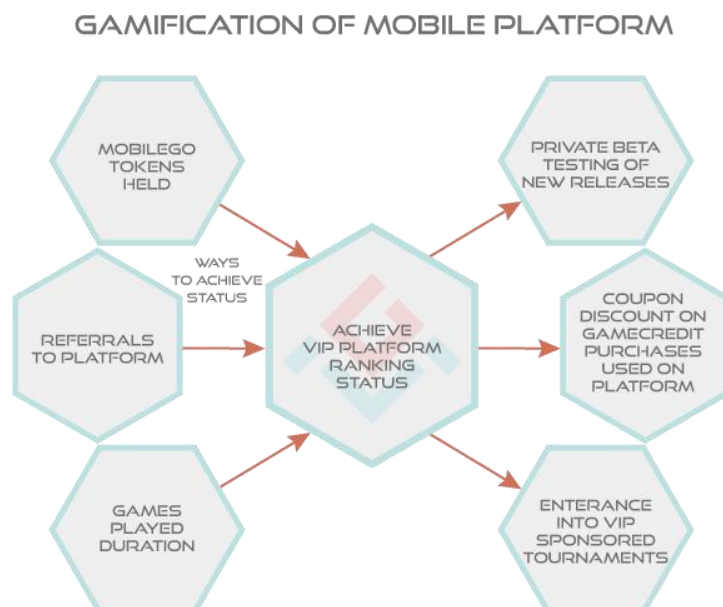 GAMIFICATION OF MOBILE PLATFORM
MOBILEGO
TOKENS
HELD
WAYS
TO ACHIEVE
STATUS
REFERRALS
TO PLATFORM
GAMES
PLAYED
DURATION
ACHIEVE
VIP PLATFORM
RANKING
STATUS
PRIVATE BETA
TESTING OF
NEW RELEASES
COUPON
DISCOUNT ON
GAMECREDIT
PURCHASES
USED ON
PLATFORM
ENTERANCE
INTO VIP
SPONSORED
TOURNAMENTS